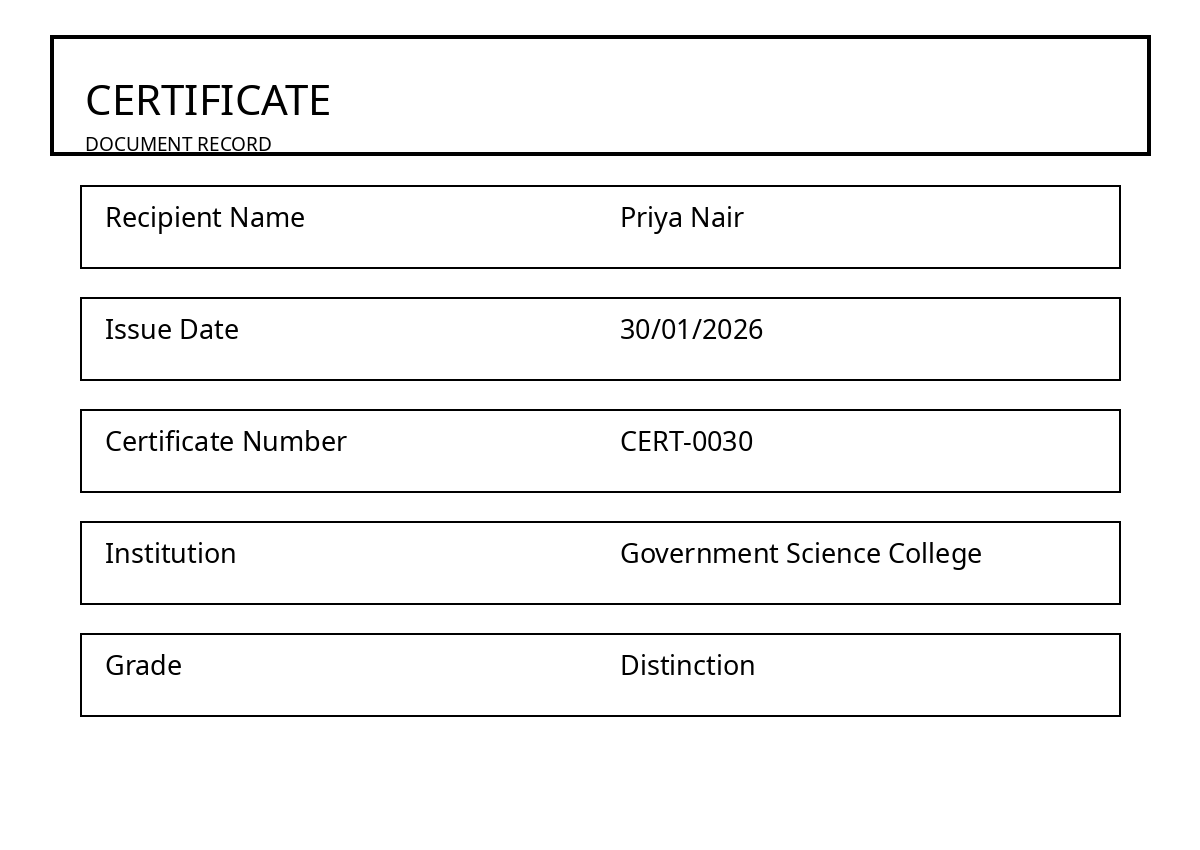 CERTIFICATE
DOCUMENT RECORD
Recipient Name Priya Nair
Issue Date 30/01/2026
Certificate Number CERT-0030
Institution Government Science College
Grade Distinction